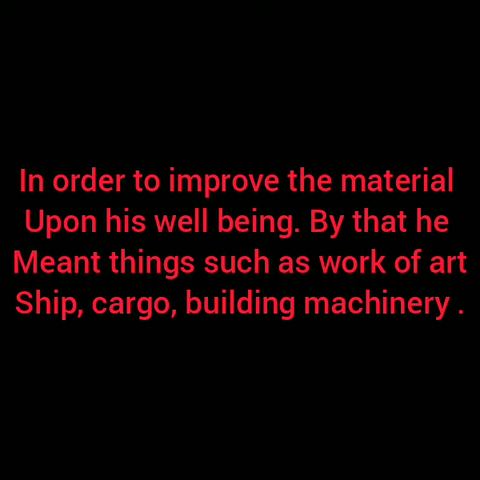 In order to improve the material
Upon his well being. By that he
Meant things such as work of art
Ship, cargo, building machinery .